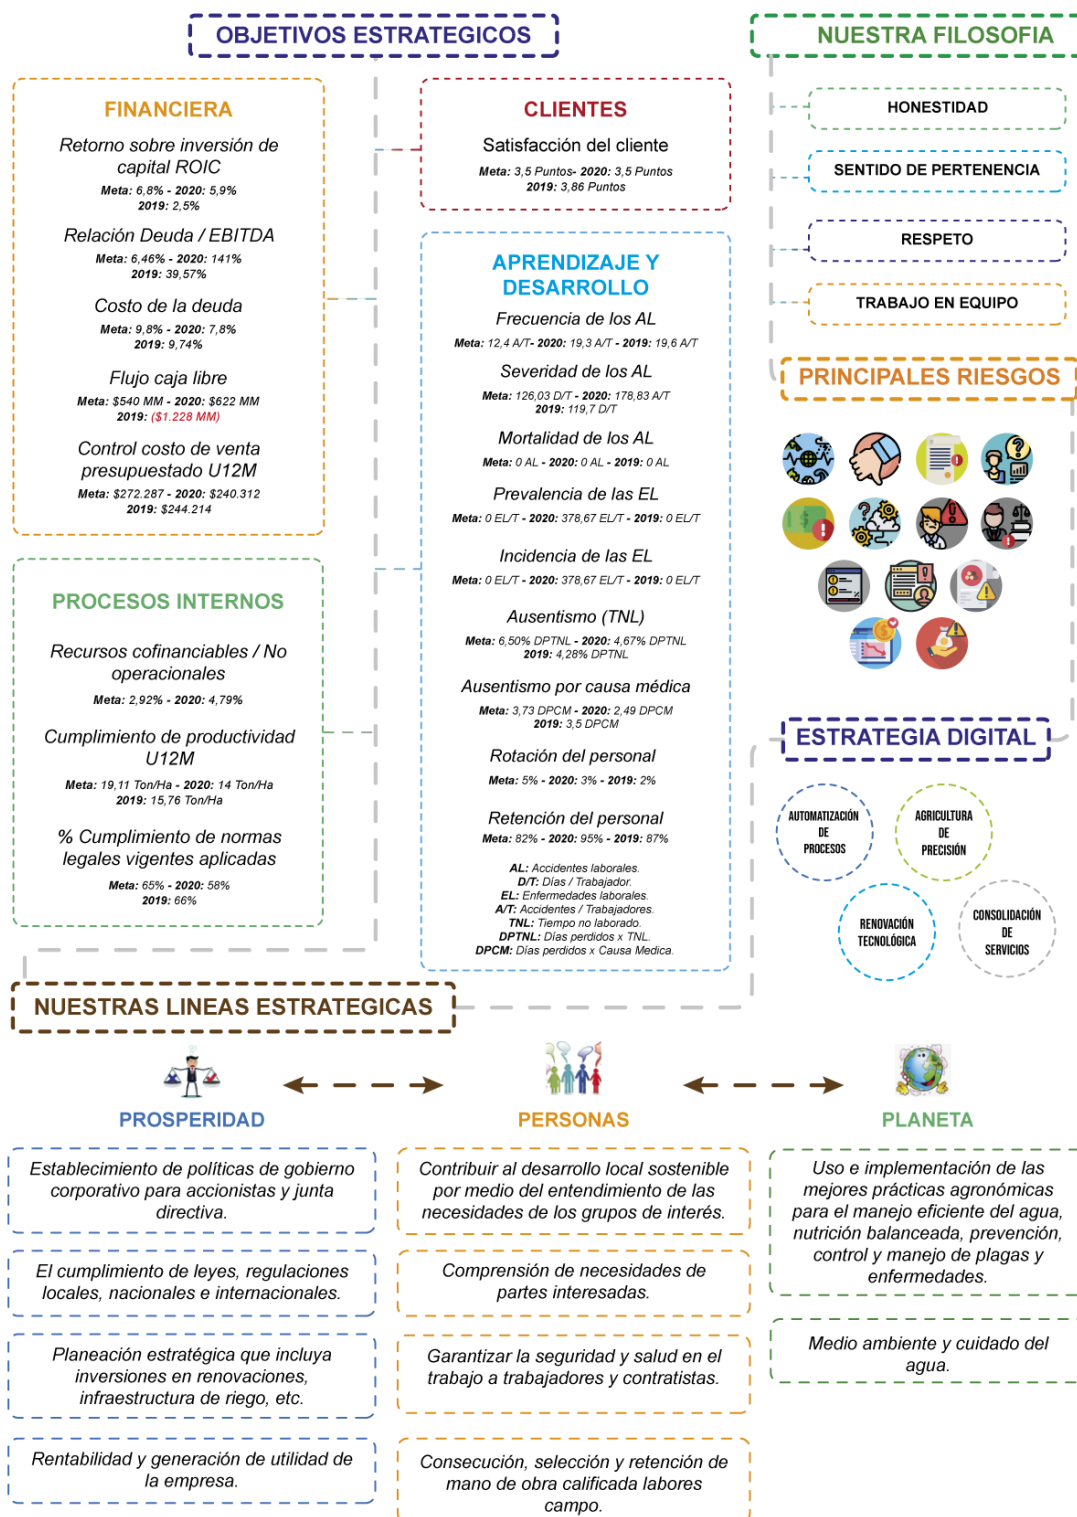 OBJETIVOS ESTRATEGICOS
FINANCIERA
Retorno sobre inversión de
capital ROIC
Meta: 6,8% - 2020: 5,9%
2019: 2,5%
Relación Deuda / EBITDA
Meta: 6,46% - 2020: 141%
2019: 39,57%
Costo de la deuda
Meta: 9,8% - 2020: 7,8%
2019: 9,74%
Flujo caja libre
Meta: $540 MM - 2020: $622 MM
2019: ($1.228 MM)
Control costo de venta
presupuestado U12M
Meta: $272.287 - 2020: $240.312
2019: $244.214
PROCESOS INTERNOS
Recursos cofinanciables / No
operacionales
Meta: 2,92% - 2020: 4,79%
Cumplimiento de productividad
U12M
Meta: 19,11 Ton/Ha - 2020: 14 Ton/Ha
2019: 15,76 Ton/Ha
% Cumplimiento de normas
legales vigentes aplicadas
Meta: 65% - 2020: 58%
2019: 66%
CLIENTES
Satisfacción del cliente
Meta: 3,5 Puntos- 2020: 3,5 Puntos
2019: 3,86 Puntos
APRENDIZAJE Y
DESARROLLO
Frecuencia de los AL
Meta: 12,4 A/T- 2020: 19,3 A/T - 2019: 19,6 A/T
Severidad de los AL
Meta: 126,03 D/T - 2020: 178,83 A/T
2019: 119,7 D/T
Mortalidad de los AL
Meta: 0 AL - 2020: 0 AL - 2019: 0 AL
Prevalencia de las EL
Meta: 0 EL/T - 2020: 378,67 EL/T - 2019: 0 EL/T
Incidencia de las EL
Meta: 0 EL/T - 2020: 378,67 EL/T - 2019: 0 EL/T
Ausentismo (TNL)
Meta: 6,50% DPTNL - 2020: 4,67% DPTNL
2019: 4,28% DPTNL
Ausentismo por causa médica
Meta: 3,73 DPCM - 2020: 2,49 DPCM
2019: 3,5 DPCM
Rotación del personal
Meta: 5% - 2020: 3% - 2019: 2%
Retención del personal
Meta: 82% - 2020: 95% - 2019: 87%
AL: Accidentes laborales.
D/T: Días / Trabajador.
EL: Enfermedades laborales.
A/T: Accidentes / Trabajadores.
TNL: Tiempo no laborado.
DPTNL: Días perdidos x TNL.
DPCM: Días perdidos x Causa Medica.
NUESTRA FILOSOFIA
HONESTIDAD
SENTIDO DE PERTENENCIA
RESPETO
TRABAJO EN EQUIPO
PRINCIPALES RIESGOS
ESTRATEGIA DIGITAL
AUTOMATIZACIÓN
DE
PROCESOS
AGRICULTURA
DE
PRECISIÓN
RENOVACIÓN
TECNOLÓGICA
CONSOLIDACIÓN
DE
SERVICIOS
NUESTRAS LINEAS ESTRATEGICAS
PROSPERIDAD
Establecimiento de políticas de gobierno
corporativo para accionistas y junta
directiva.
El cumplimiento de leyes, regulaciones
locales, nacionales e internacionales.
Planeación estratégica que incluya
inversiones en renovaciones,
infraestructura de riego, etc.
Rentabilidad y generación de utilidad de
la empresa.
PERSONAS
Contribuir al desarrollo local sostenible
por medio del entendimiento de las
necesidades de los grupos de interés.
Comprensión de necesidades de
partes interesadas.
Garantizar la seguridad y salud en el
trabajo a trabajadores y contratistas.
Consecución, selección y retención de
mano de obra calificada labores
campo.
PLANETA
Uso e implementación de las
mejores prácticas agronómicas
para el manejo eficiente del agua,
nutrición balanceada, prevención,
control y manejo de plagas y
enfermedades.
Medio ambiente y cuidado del
agua.